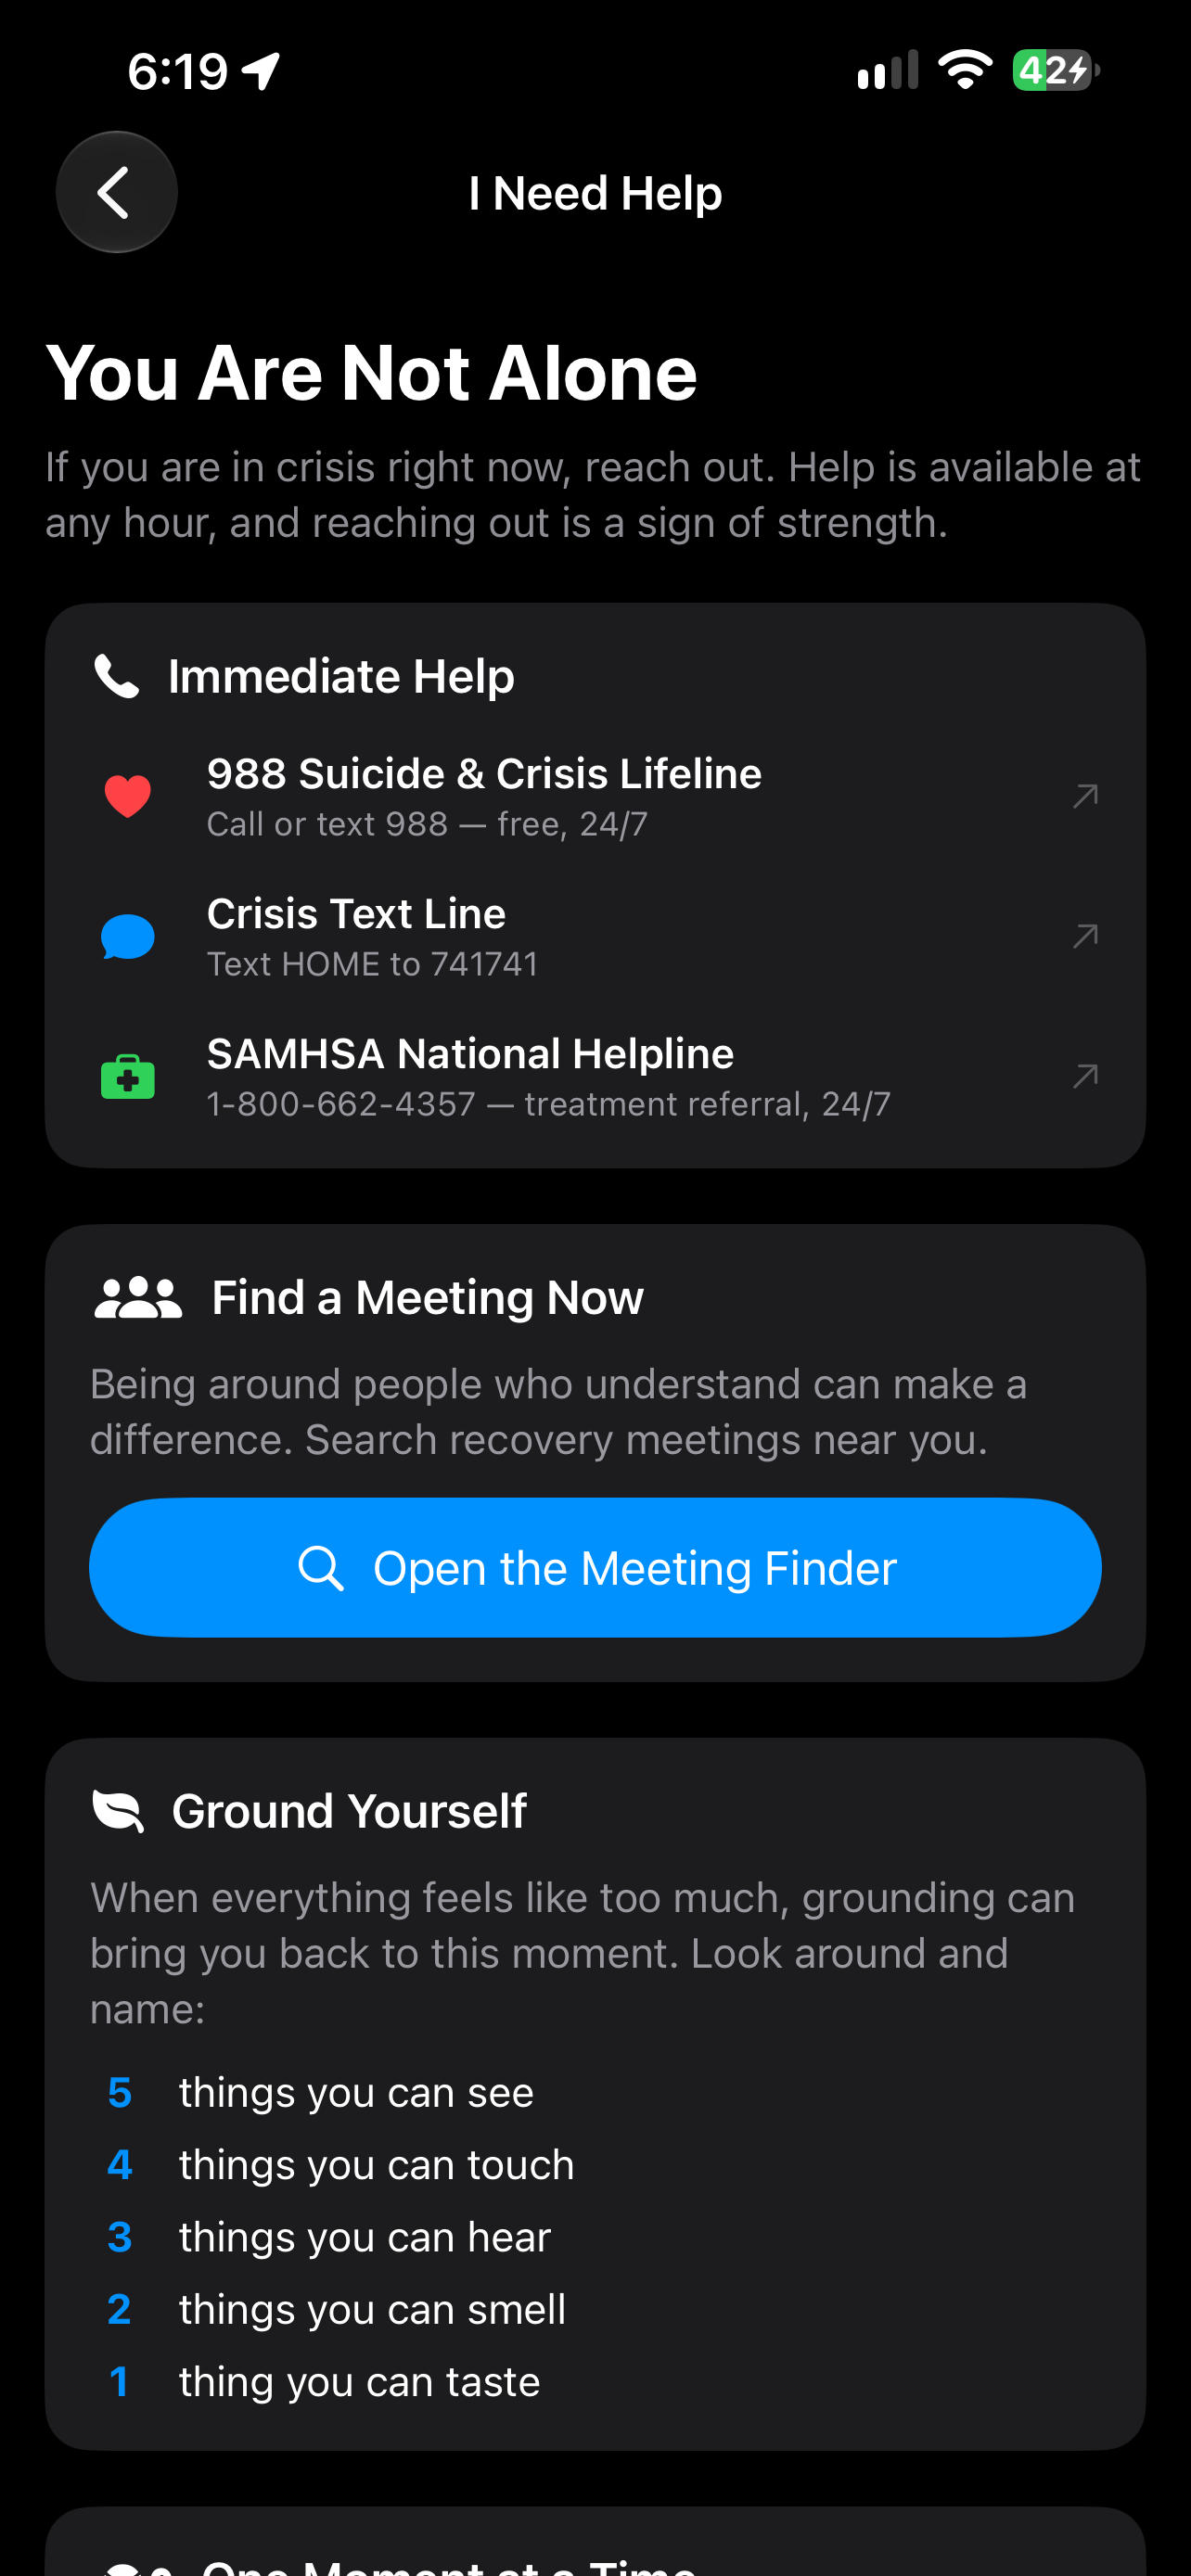 6:19
42
I Need Help
You Are Not Alone
If you are in crisis right now, reach out. Help is available at
any hour, and reaching out is a sign of strength.
Immediate Help
988 Suicide & Crisis Lifeline
Call or text 988 — free, 24/7
Crisis Text Line
Text HOME to 741741
SAMHSA National Helpline
1-800-662-4357 — treatment referral, 24/7
Find a Meeting Now
Being around people who understand can make a
difference. Search recovery meetings near you.
Open the Meeting Finder
Ground Yourself
When everything feels like too much, grounding can
bring you back to this moment. Look around and
name:
5 things you can see
4 things you can touch
3 things you can hear
2 things you can smell
1 thing you can taste
One Moment at a Time